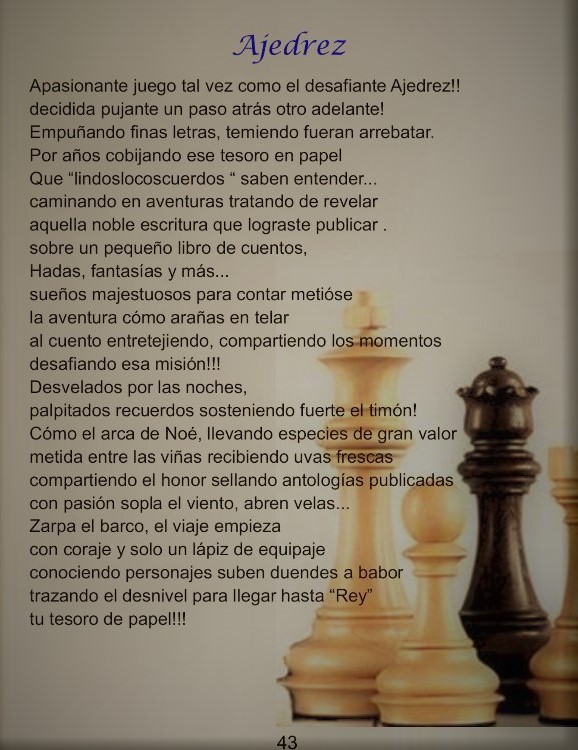 Ajedrez
Apasionante juego tal vez como el desafiante Ajedrez!!
decidida pujante un paso atrás otro adelante!
Empuñando finas letras, temiendo fueran arrebatar.
Por años cobijando ese tesoro en papel
Que “lindoslocoscuerdos “ saben entender...
caminando en aventuras tratando de revelar
aquella noble escritura que lograste publicar .
sobre un pequeño libro de cuentos,
Hadas, fantasías y más...
sueños majestuosos para contar metióse
la aventura cómo arañas en telar
al cuento entretejiendo, compartiendo los momentos
desafiando esa misión!!!
Desvelados por las noches,
palpitados recuerdos sosteniendo fuerte el timón!
Cómo el arca de Noé, llevando especies de gran valor
metida entre las viñas recibiendo uvas frescas
compartiendo el honor sellando antologías publicadas
con pasión sopla el viento, abren velas...
Zarpa el barco, el viaje empieza
con coraje y solo un lápiz de equipaje
conociendo personajes suben duendes a babor
trazando el desnivel para llegar hasta “Rey”
tu tesoro de papel!!!
43